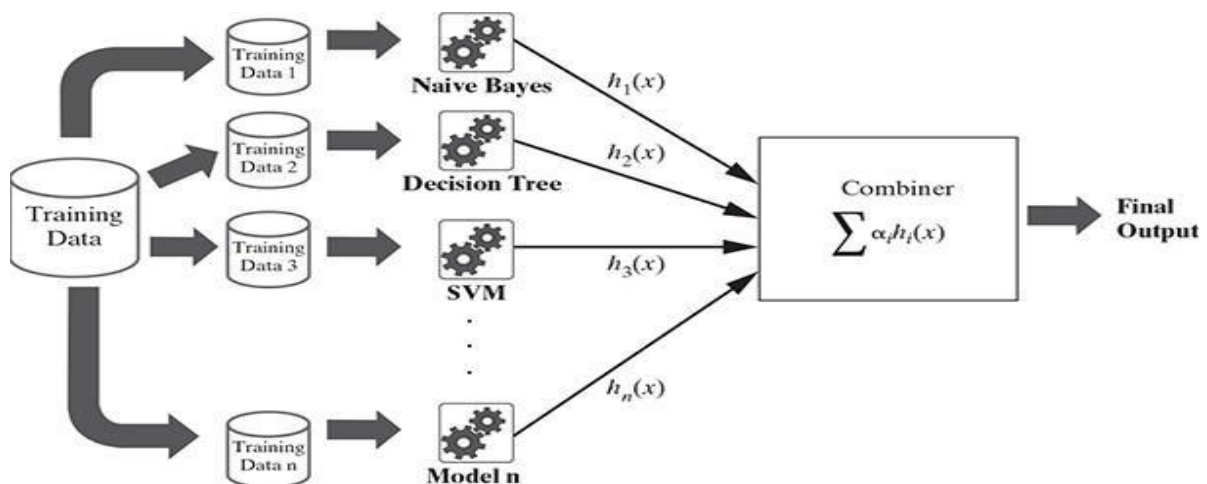 Training
Data
Training
Data 1
Training
Data 2
Training
Data 3
Training
Data n
Naive Bayes
Decision Tree
SVM
.
.
.
Model n
h₁(x)
h₂(x)
h₃(x)
hₙ(x)
Combiner
∑ αᵢhᵢ(x)
Final
Output